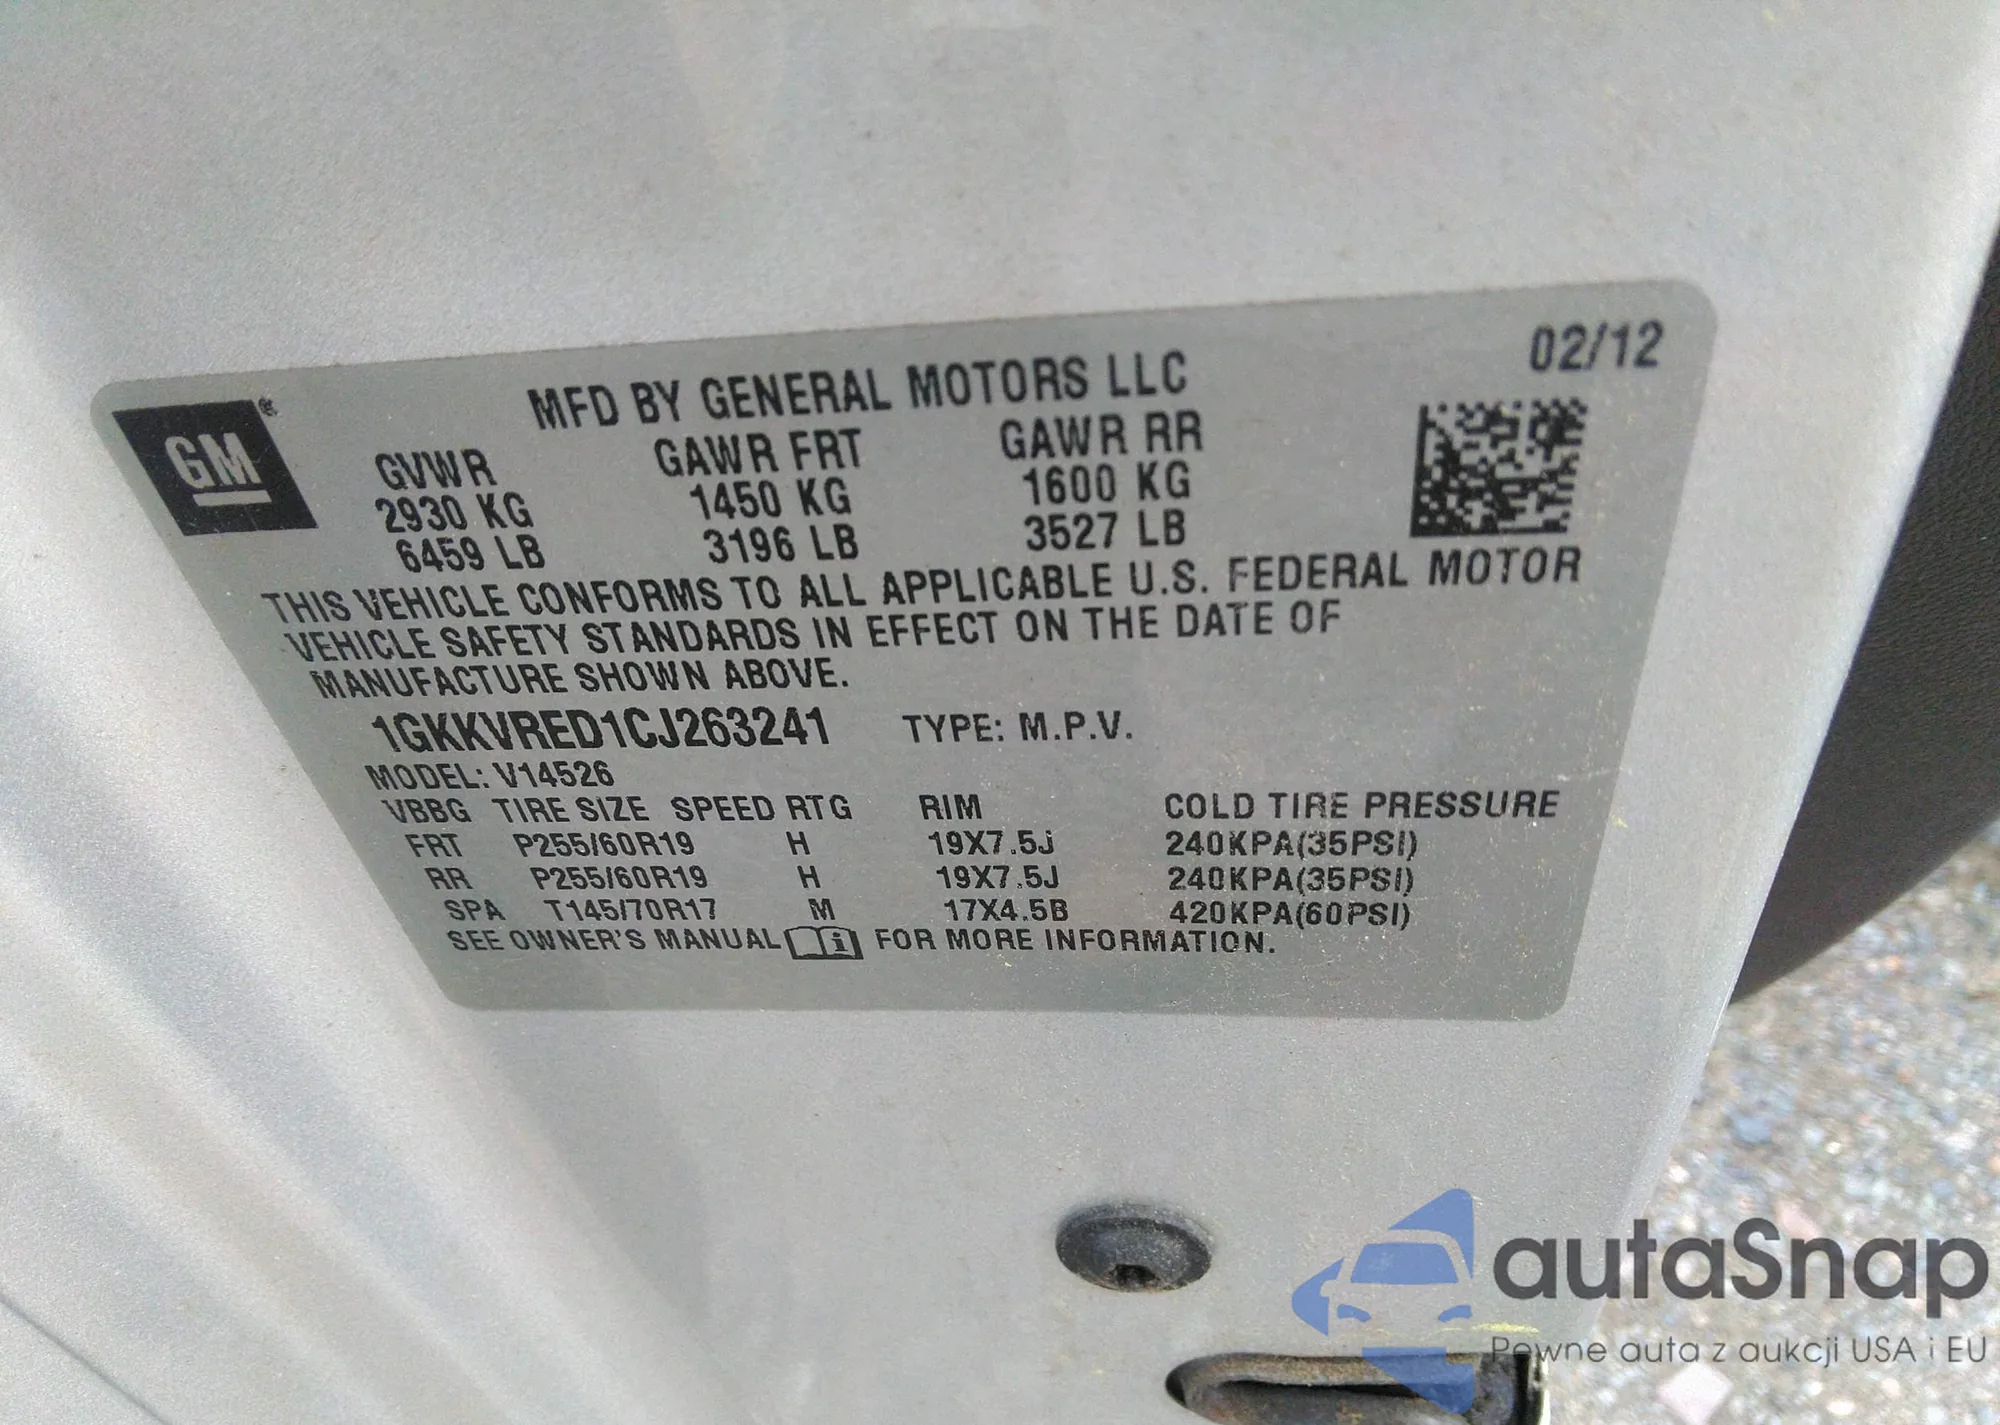 MFD BY GENERAL MOTORS LLC 02/12
GM®
GVWR GAWR FRT GAWR RR
2930 KG 1450 KG 1600 KG
6459 LB 3196 LB 3527 LB
THIS VEHICLE CONFORMS TO ALL APPLICABLE U.S. FEDERAL MOTOR
VEHICLE SAFETY STANDARDS IN EFFECT ON THE DATE OF
MANUFACTURE SHOWN ABOVE.
1GKKVRED1CJ263241 TYPE: M.P.V.
MODEL: V14526
VBBG TIRE SIZE SPEED RTG RIM COLD TIRE PRESSURE
FRT P255/60R19 H 19X7.5J 240KPA(35PSI)
RR P255/60R19 H 19X7.5J 240KPA(35PSI)
SPA T145/70R17 M 17X4.5B 420KPA(60PSI)
SEE OWNER'S MANUAL i FOR MORE INFORMATION.
autaSnap
Pewne auta z aukcji USA i EU